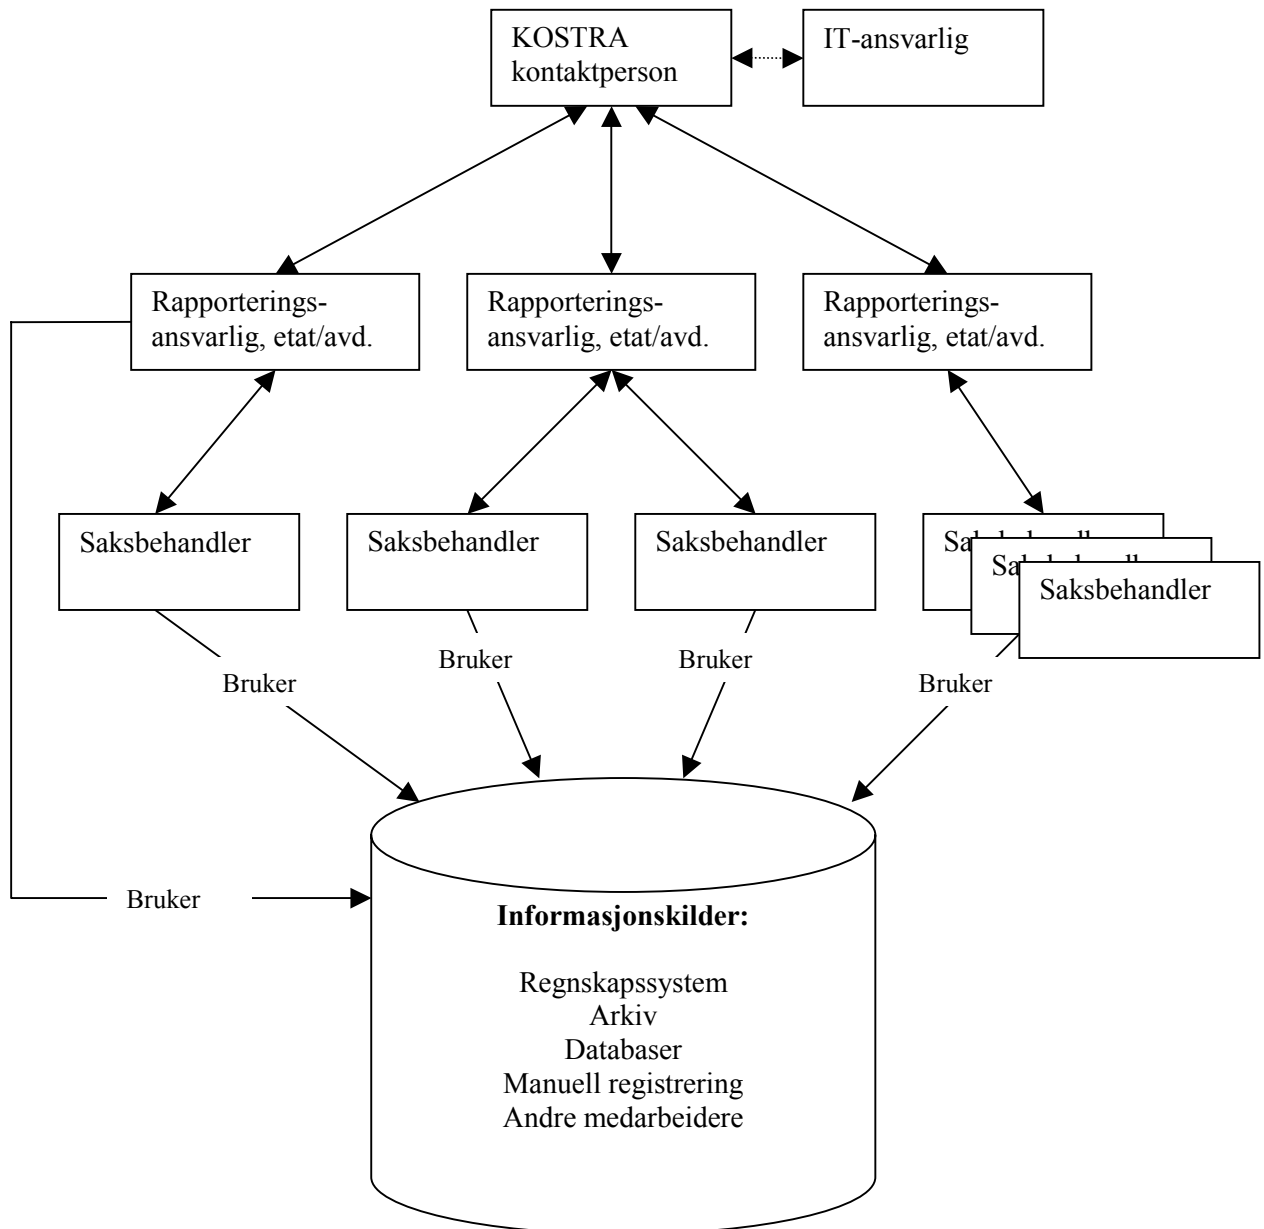 KOSTRA
kontaktperson
IT-ansvarlig
Rapporterings-
ansvarlig, etat/avd.
Rapporterings-
ansvarlig, etat/avd.
Rapporterings-
ansvarlig, etat/avd.
Saksbehandler
Saksbehandler
Saksbehandler
Saksbehandler
Bruker
Bruker
Bruker
Bruker
Bruker
Informasjonskilder:
Regnskapssystem
Arkiv
Databaser
Manuell registrering
Andre medarbeidere